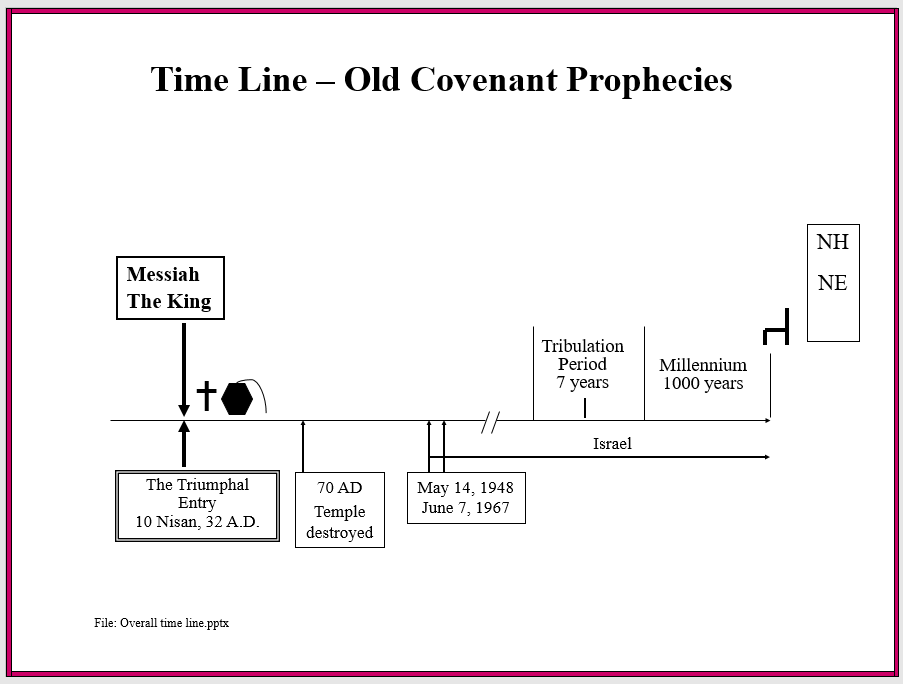 Time Line – Old Covenant Prophecies
NH
NE
Messiah
The King
Tribulation
Period
7 years
Millennium
1000 years
Israel
The Triumphal
Entry
10 Nisan, 32 A.D.
70 AD
Temple
destroyed
May 14, 1948
June 7, 1967
File: Overall time line.pptx